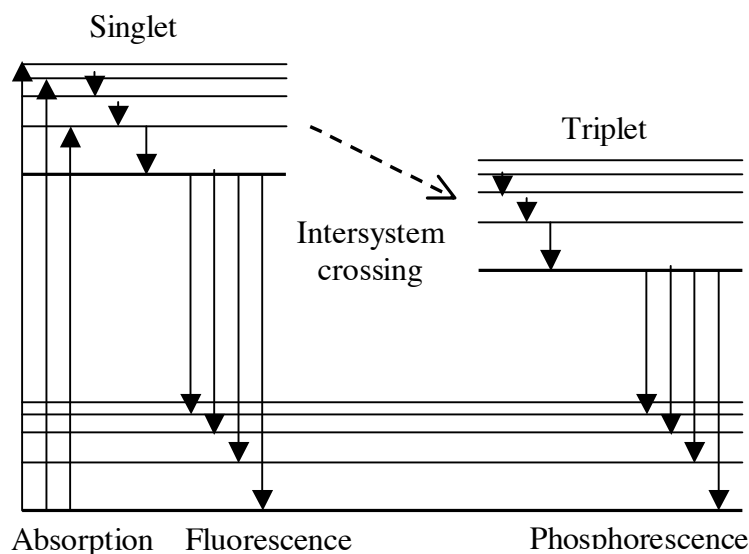 Singlet
Triplet
Intersystem
crossing
Absorption Fluorescence Phosphorescence